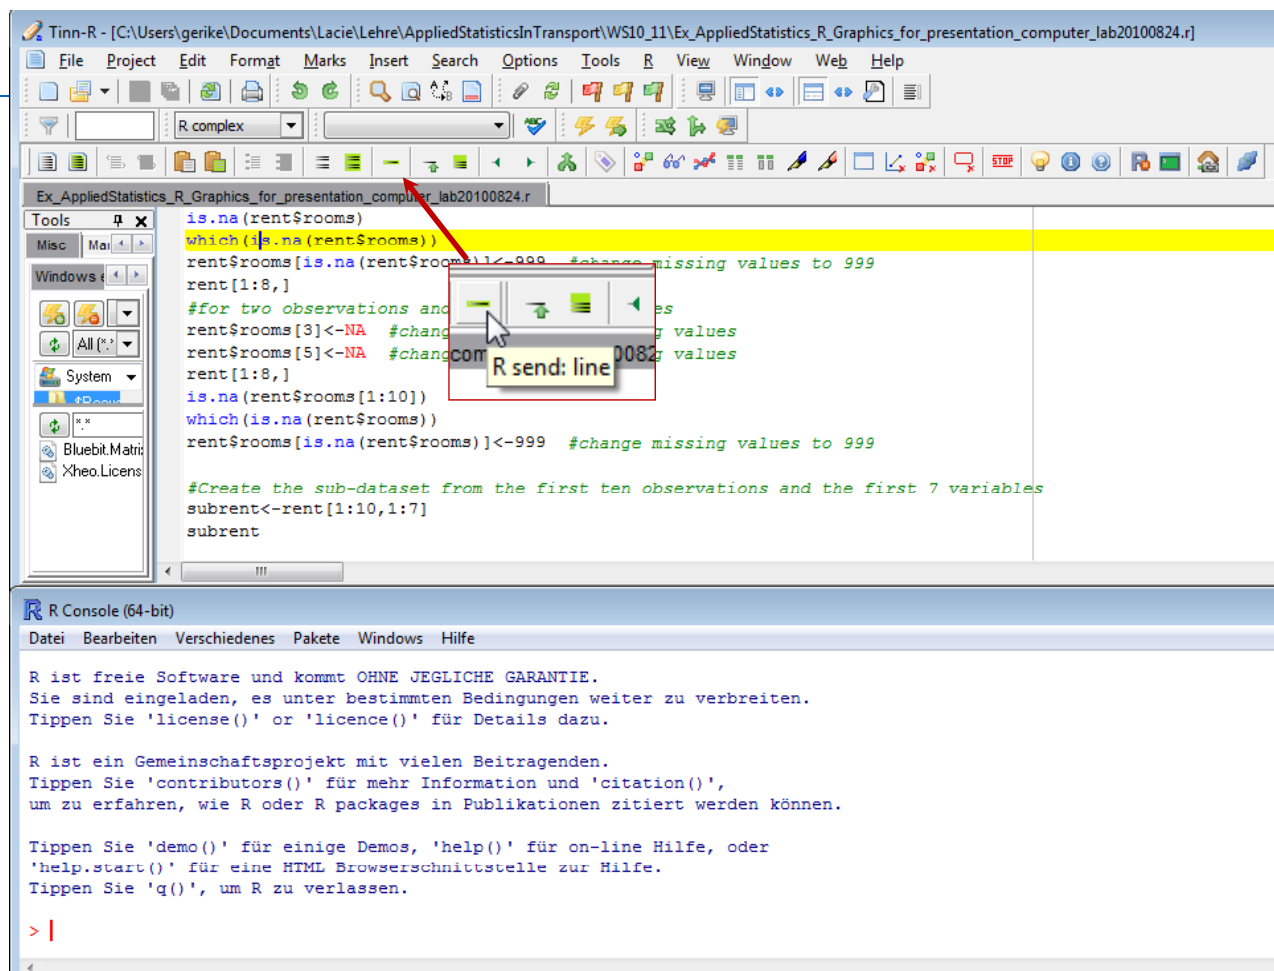 Tinn-R - [C:\Users\gerike\Documents\Lacie\Lehre\AppliedStatisticsInTransport\WS10_11\Ex_AppliedStatistics_R_Graphics_for_presentation_computer_lab20100824.r]
File Project Edit Format Marks Insert Search Options Tools R View Window Web Help
R complex
ABC
STOP
Ex_AppliedStatistics_R_Graphics_for_presentation_computer_lab20100824.r
Tools
Misc Mai
Windows e
All (*.*
System
*.*
Bluebit.Matri
Xheo.Licens
is.na(rent$rooms)
which(is.na(rent$rooms))
rent$rooms[is.na(rent$rooms)]<-999 #change missing values to 999
rent[1:8,]
#for two observations and es
rent$rooms[3]<-NA #chang g values
rent$rooms[5]<-NA #chang g values
rent[1:8,]
is.na(rent$rooms[1:10])
which(is.na(rent$rooms))
rent$rooms[is.na(rent$rooms)]<-999 #change missing values to 999
#Create the sub-dataset from the first ten observations and the first 7 variables
subrent<-rent[1:10,1:7]
subrent
com 0082
R send: line
R Console (64-bit)
Datei Bearbeiten Verschiedenes Pakete Windows Hilfe
R ist freie Software und kommt OHNE JEGLICHE GARANTIE.
Sie sind eingeladen, es unter bestimmten Bedingungen weiter zu verbreiten.
Tippen Sie 'license()' or 'licence()' für Details dazu.
R ist ein Gemeinschaftsprojekt mit vielen Beitragenden.
Tippen Sie 'contributors()' für mehr Information und 'citation()',
um zu erfahren, wie R oder R packages in Publikationen zitiert werden können.
Tippen Sie 'demo()' für einige Demos, 'help()' für on-line Hilfe, oder
'help.start()' für eine HTML Browserschnittstelle zur Hilfe.
Tippen Sie 'q()', um R zu verlassen.
>